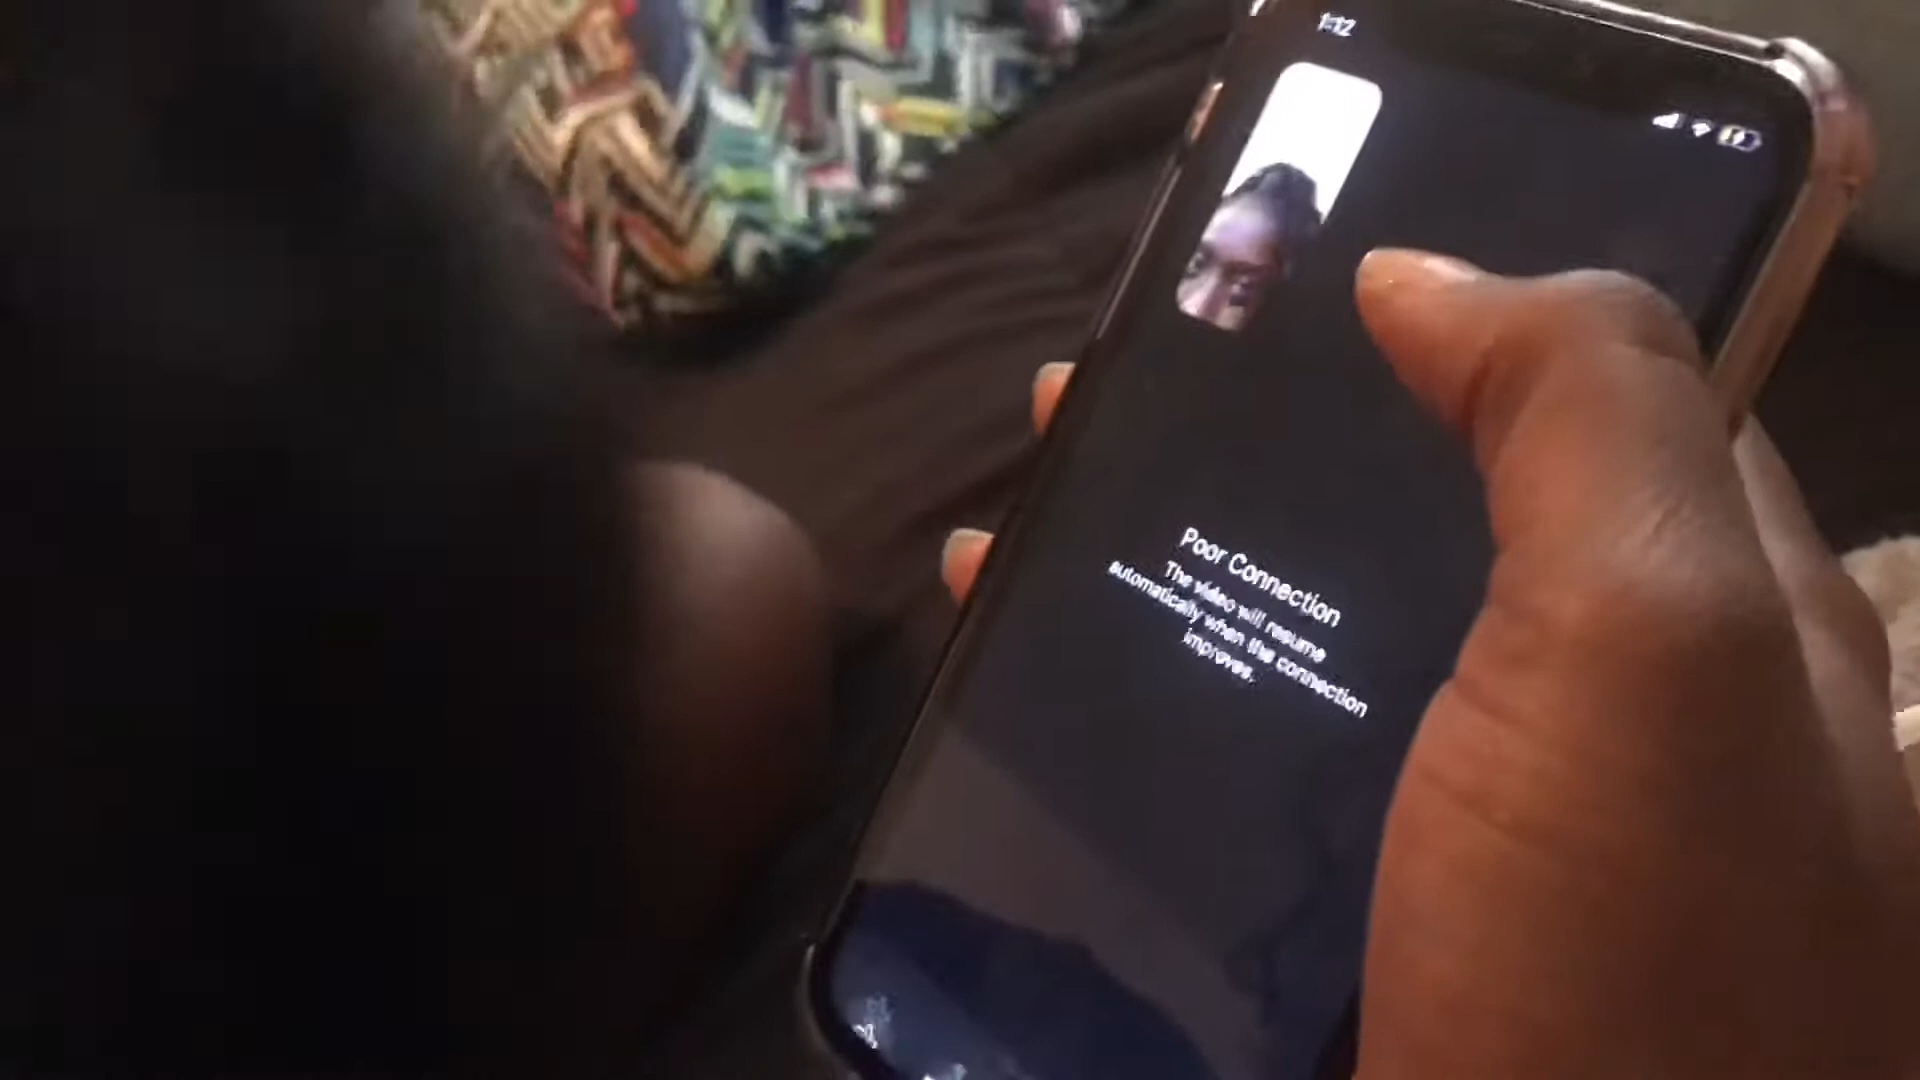 1:12
Poor Connection
The video will resume
automatically when the connection
improves.